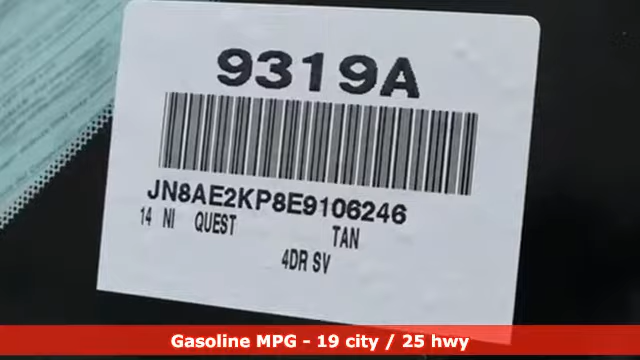 9319A
JN8AE2KP8E9106246
14 NI QUEST TAN
4DR SV
Gasoline MPG - 19 city / 25 hwy